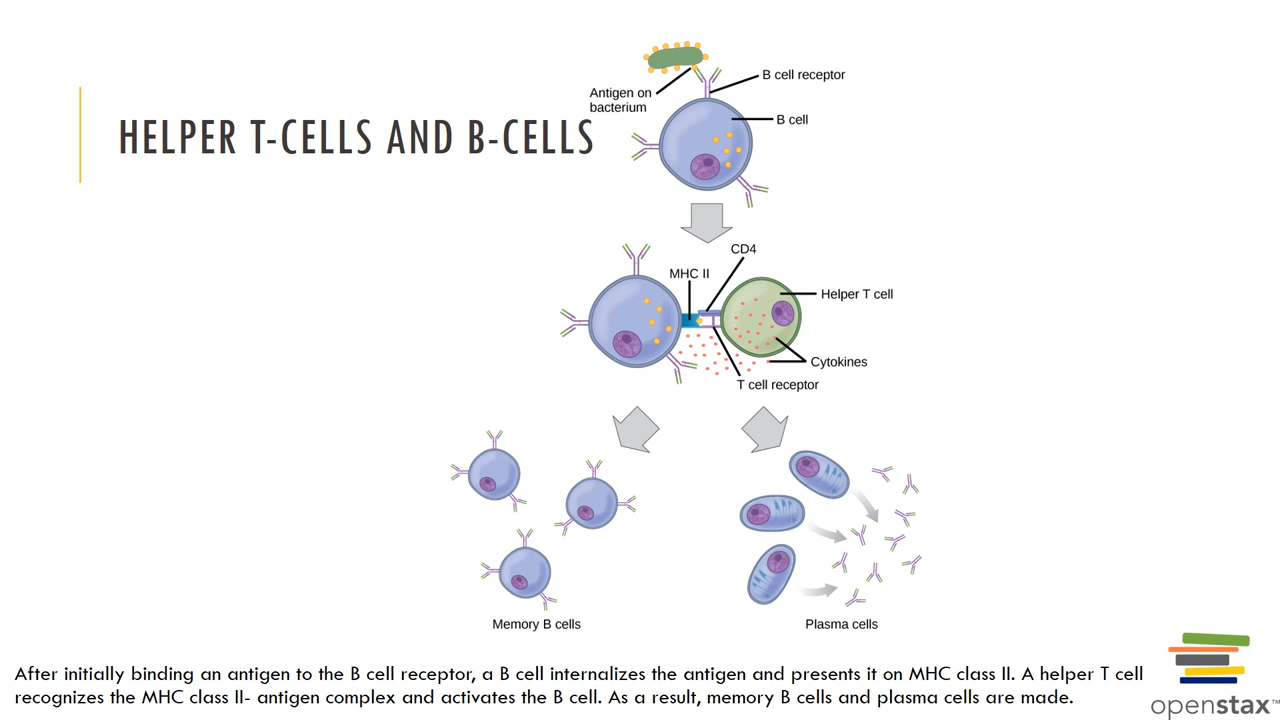 HELPER T-CELLS AND B-CELLS
Antigen on
bacterium
B cell receptor
B cell
CD4
MHC II
Helper T cell
Cytokines
T cell receptor
Memory B cells
Plasma cells
After initially binding an antigen to the B cell receptor, a B cell internalizes the antigen and presents it on MHC class II. A helper T cell
recognizes the MHC class II- antigen complex and activates the B cell. As a result, memory B cells and plasma cells are made.
openstax™